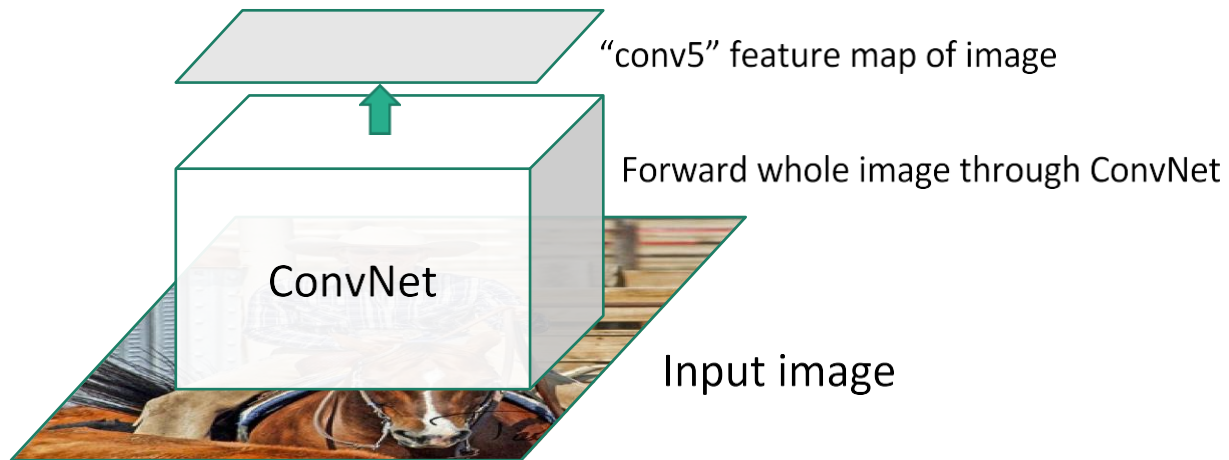 “conv5” feature map of image
Forward whole image through ConvNet
ConvNet
Input image